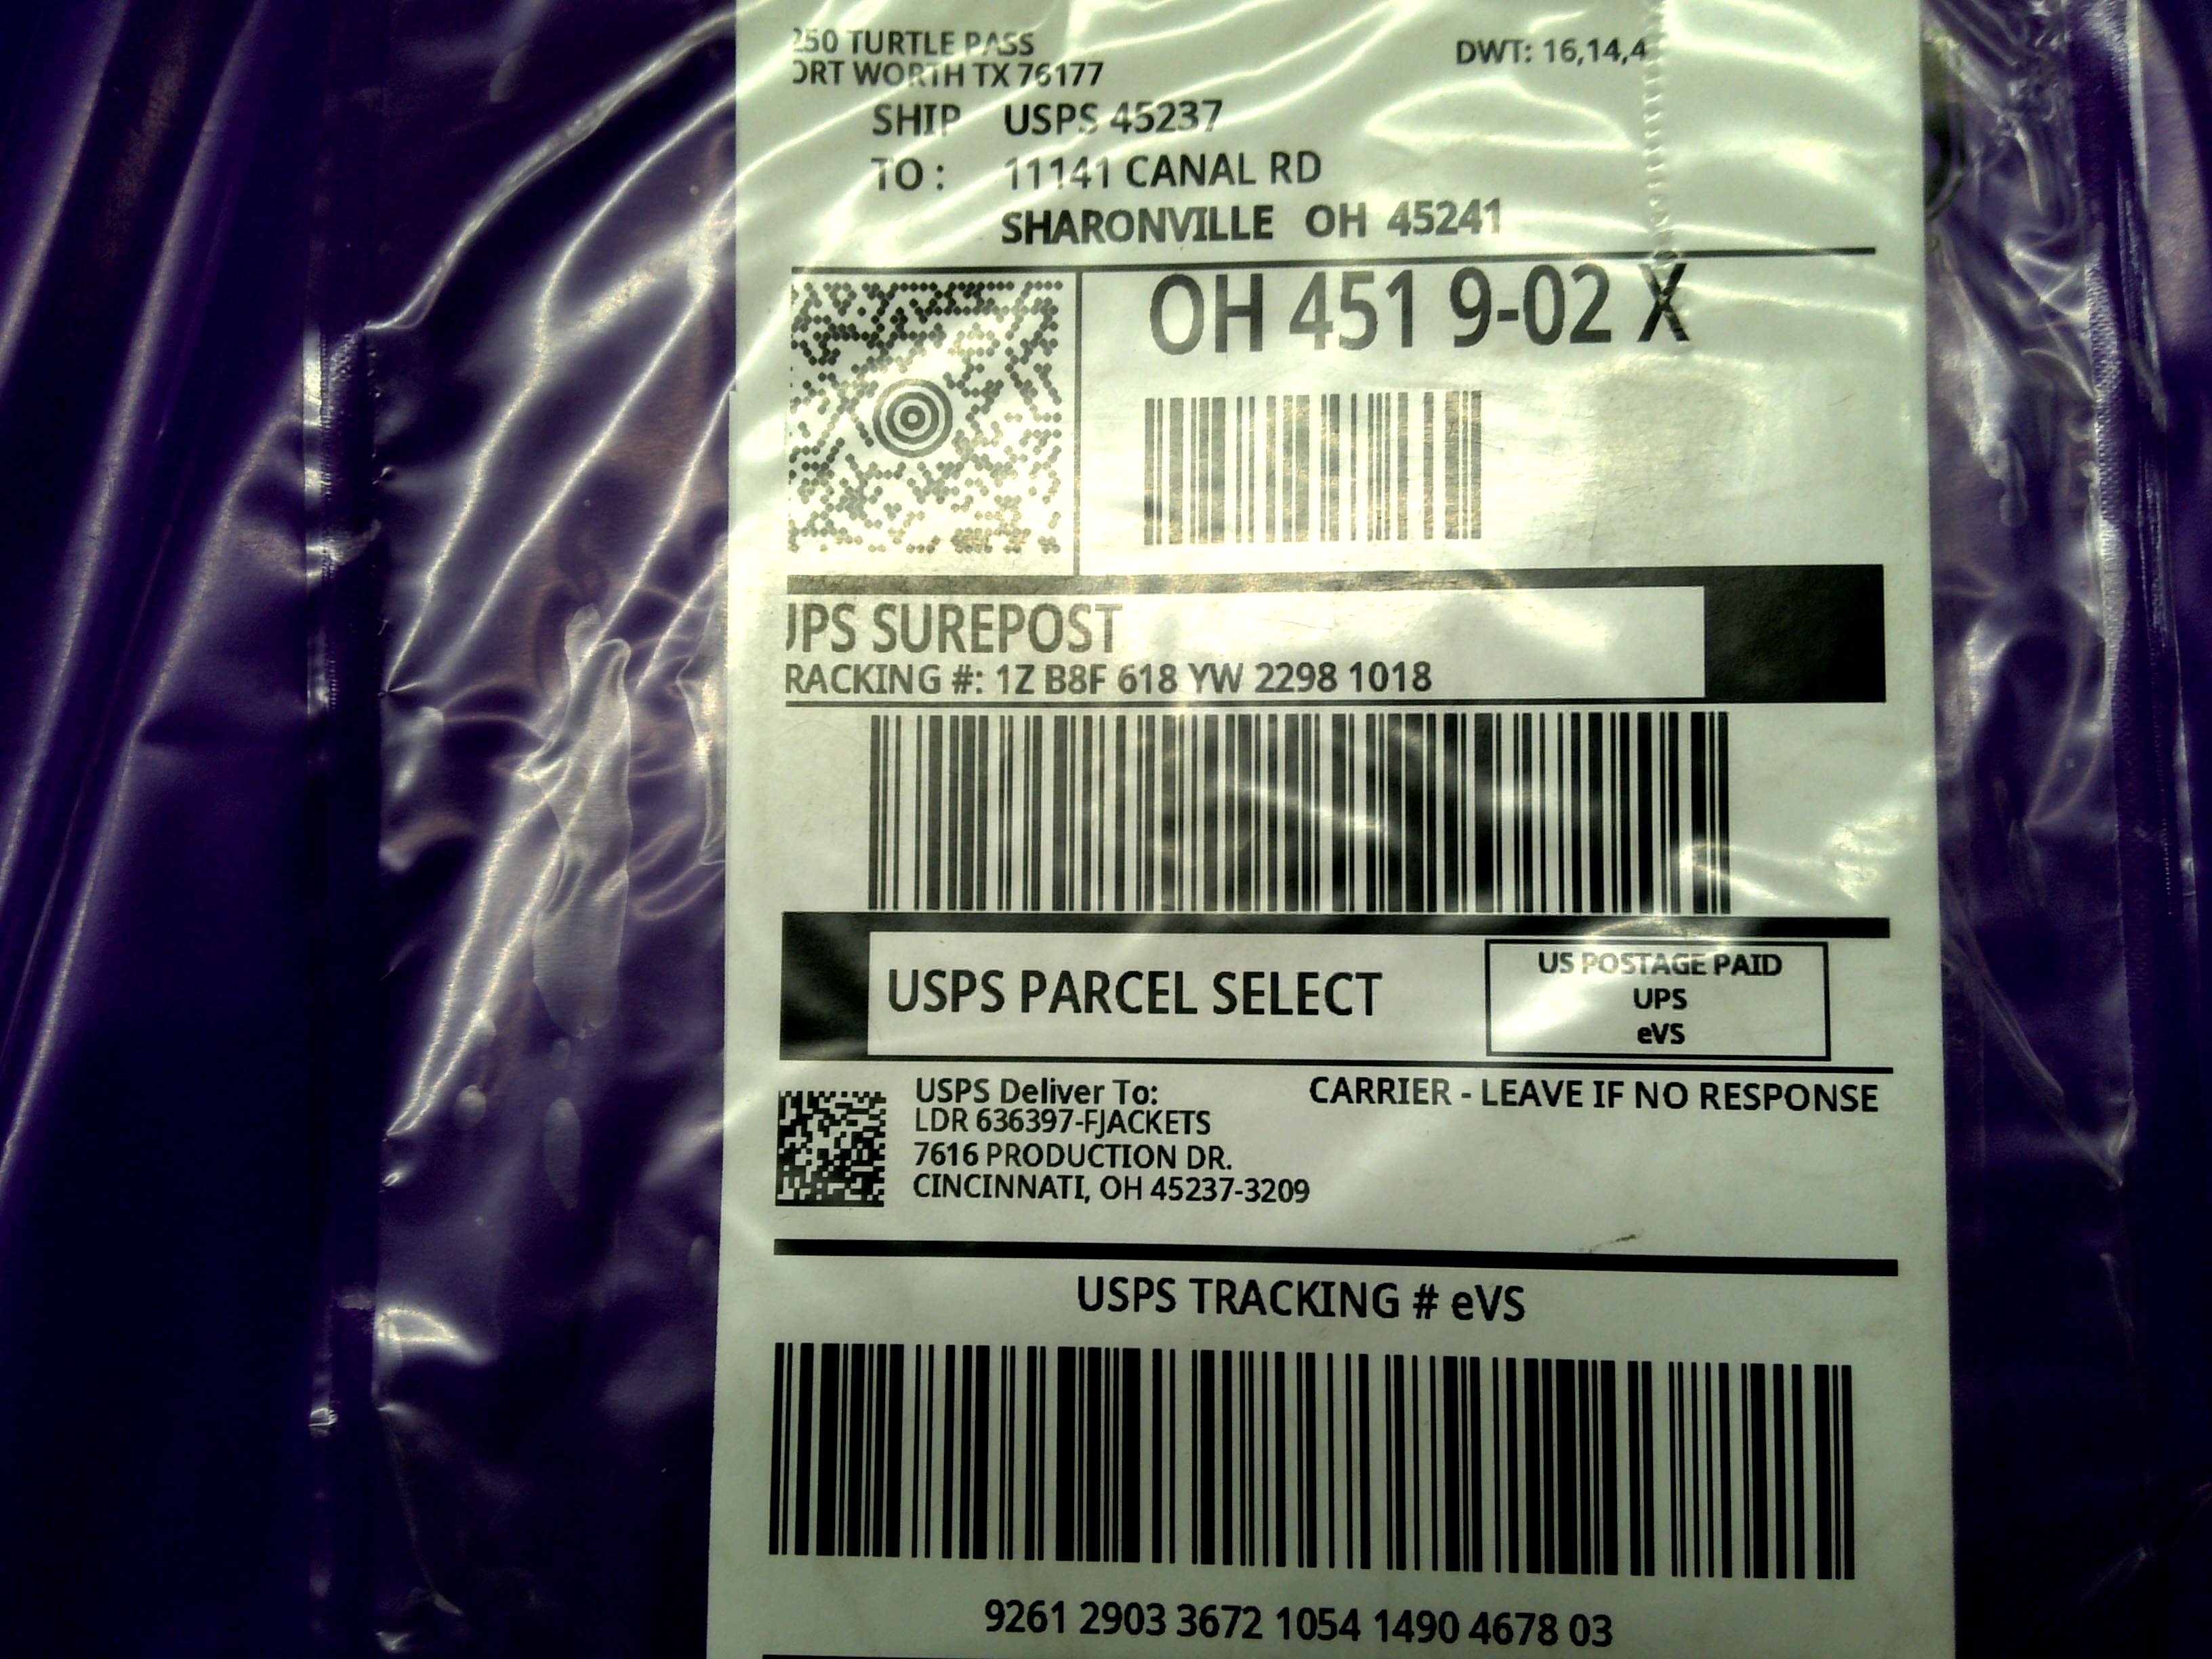 250 TURTLE PASS
ORT WORTH TX 76177
DWT: 16,14,4
SHIP USPS 45237
TO : 11141 CANAL RD
SHARONVILLE OH 45241
OH 451 9-02 X
UPS SUREPOST
RACKING #: 1Z B8F 618 YW 2298 1018
USPS PARCEL SELECT
US POSTAGE PAID
UPS
eVS
USPS Deliver To:
CARRIER - LEAVE IF NO RESPONSE
LDR 636397-FJACKETS
7616 PRODUCTION DR.
CINCINNATI, OH 45237-3209
USPS TRACKING # eVS
9261 2903 3672 1054 1490 4678 03